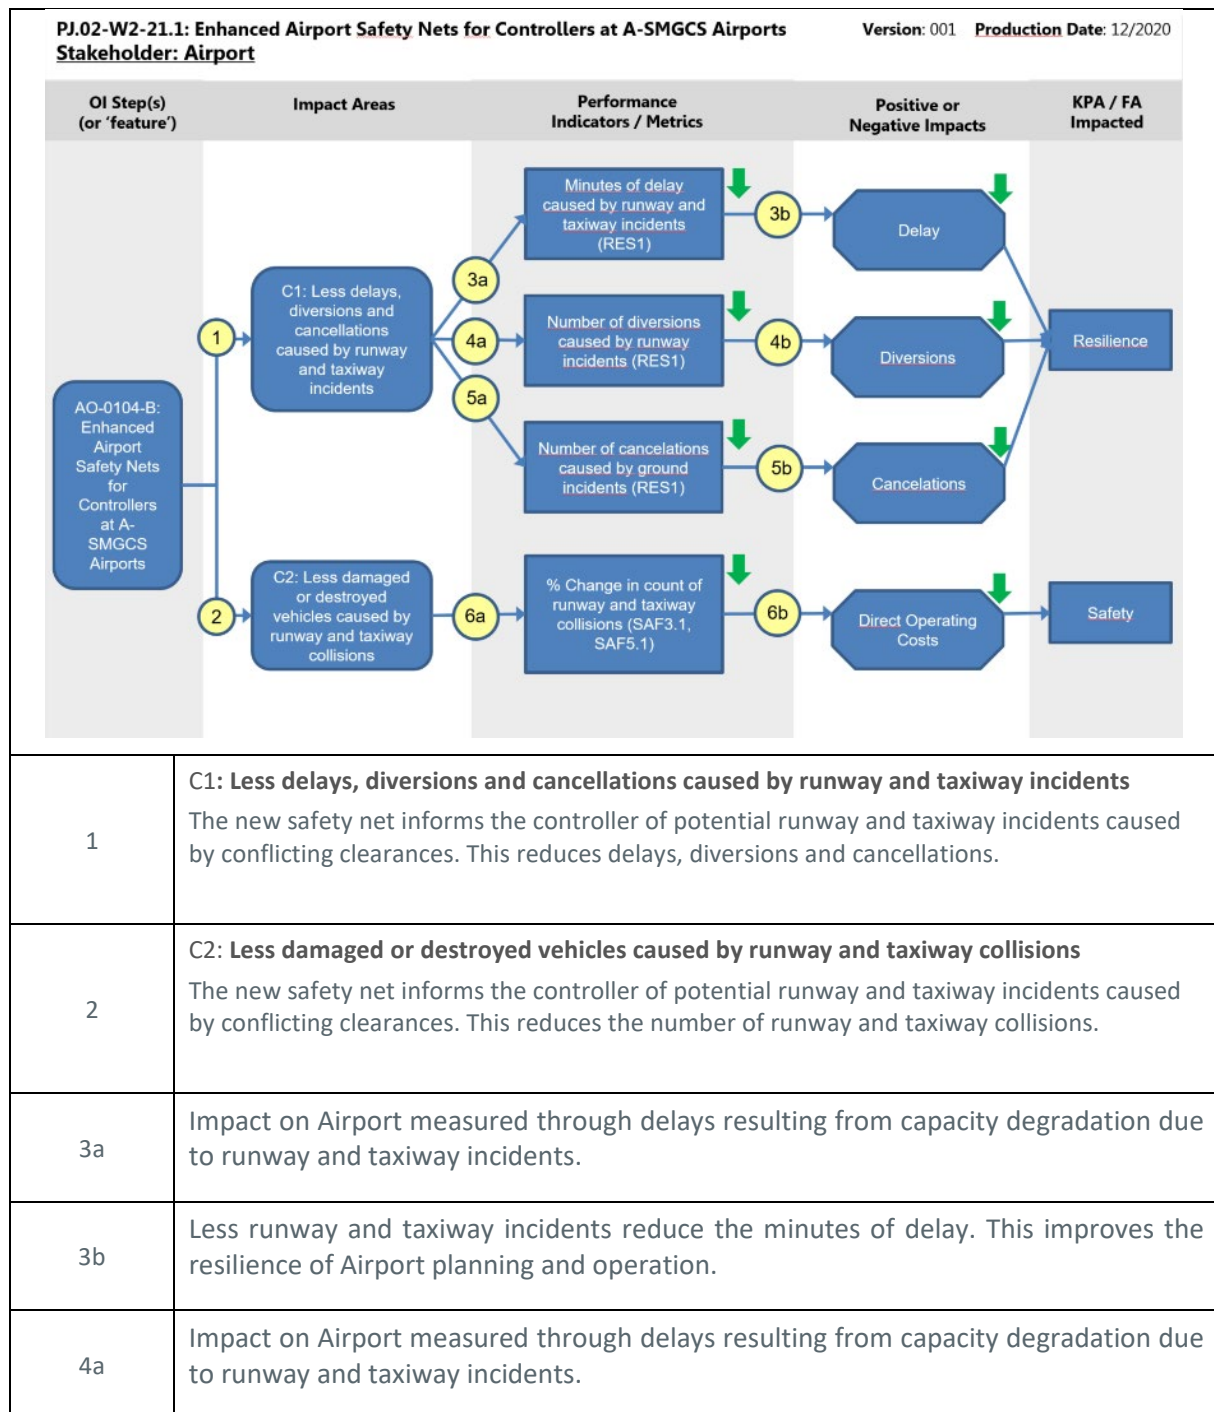 PJ.02-W2-21.1: Enhanced Airport Safety Nets for Controllers at A-SMGCS Airports
Version: 001 Production Date: 12/2020
Stakeholder: Airport
OI Step(s)
(or ‘feature’)
Impact Areas
Performance
Indicators / Metrics
Positive or
Negative Impacts
KPA / FA
Impacted
AO-0104-B:
Enhanced
Airport
Safety Nets
for
Controllers
at A-
SMGCS
Airports
1
C1: Less delays,
diversions and
cancellations
caused by runway
and taxiway
incidents
3a
Minutes of delay
caused by runway and
taxiway incidents
(RES1)
3b
Delay
4a
Number of diversions
caused by runway
incidents (RES1)
4b
Diversions
Resilience
5a
Number of cancelations
caused by ground
incidents (RES1)
5b
Cancelations
2
C2: Less damaged
or destroyed
vehicles caused by
runway and taxiway
collisions
6a
% Change in count of
runway and taxiway
collisions (SAF3.1,
SAF5.1)
6b
Direct Operating
Costs
Safety
1
C1: Less delays, diversions and cancellations caused by runway and taxiway incidents
The new safety net informs the controller of potential runway and taxiway incidents caused
by conflicting clearances. This reduces delays, diversions and cancellations.
2
C2: Less damaged or destroyed vehicles caused by runway and taxiway collisions
The new safety net informs the controller of potential runway and taxiway incidents caused
by conflicting clearances. This reduces the number of runway and taxiway collisions.
3a
Impact on Airport measured through delays resulting from capacity degradation due
to runway and taxiway incidents.
3b
Less runway and taxiway incidents reduce the minutes of delay. This improves the
resilience of Airport planning and operation.
4a
Impact on Airport measured through delays resulting from capacity degradation due
to runway and taxiway incidents.